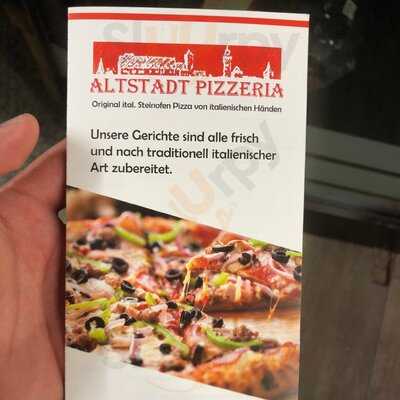 ALTSTADT PIZZERIA
Original ital. Steinofen Pizza von italienischen Händen
Unsere Gerichte sind alle frisch
und nach traditionell italienischer
Art zubereitet.